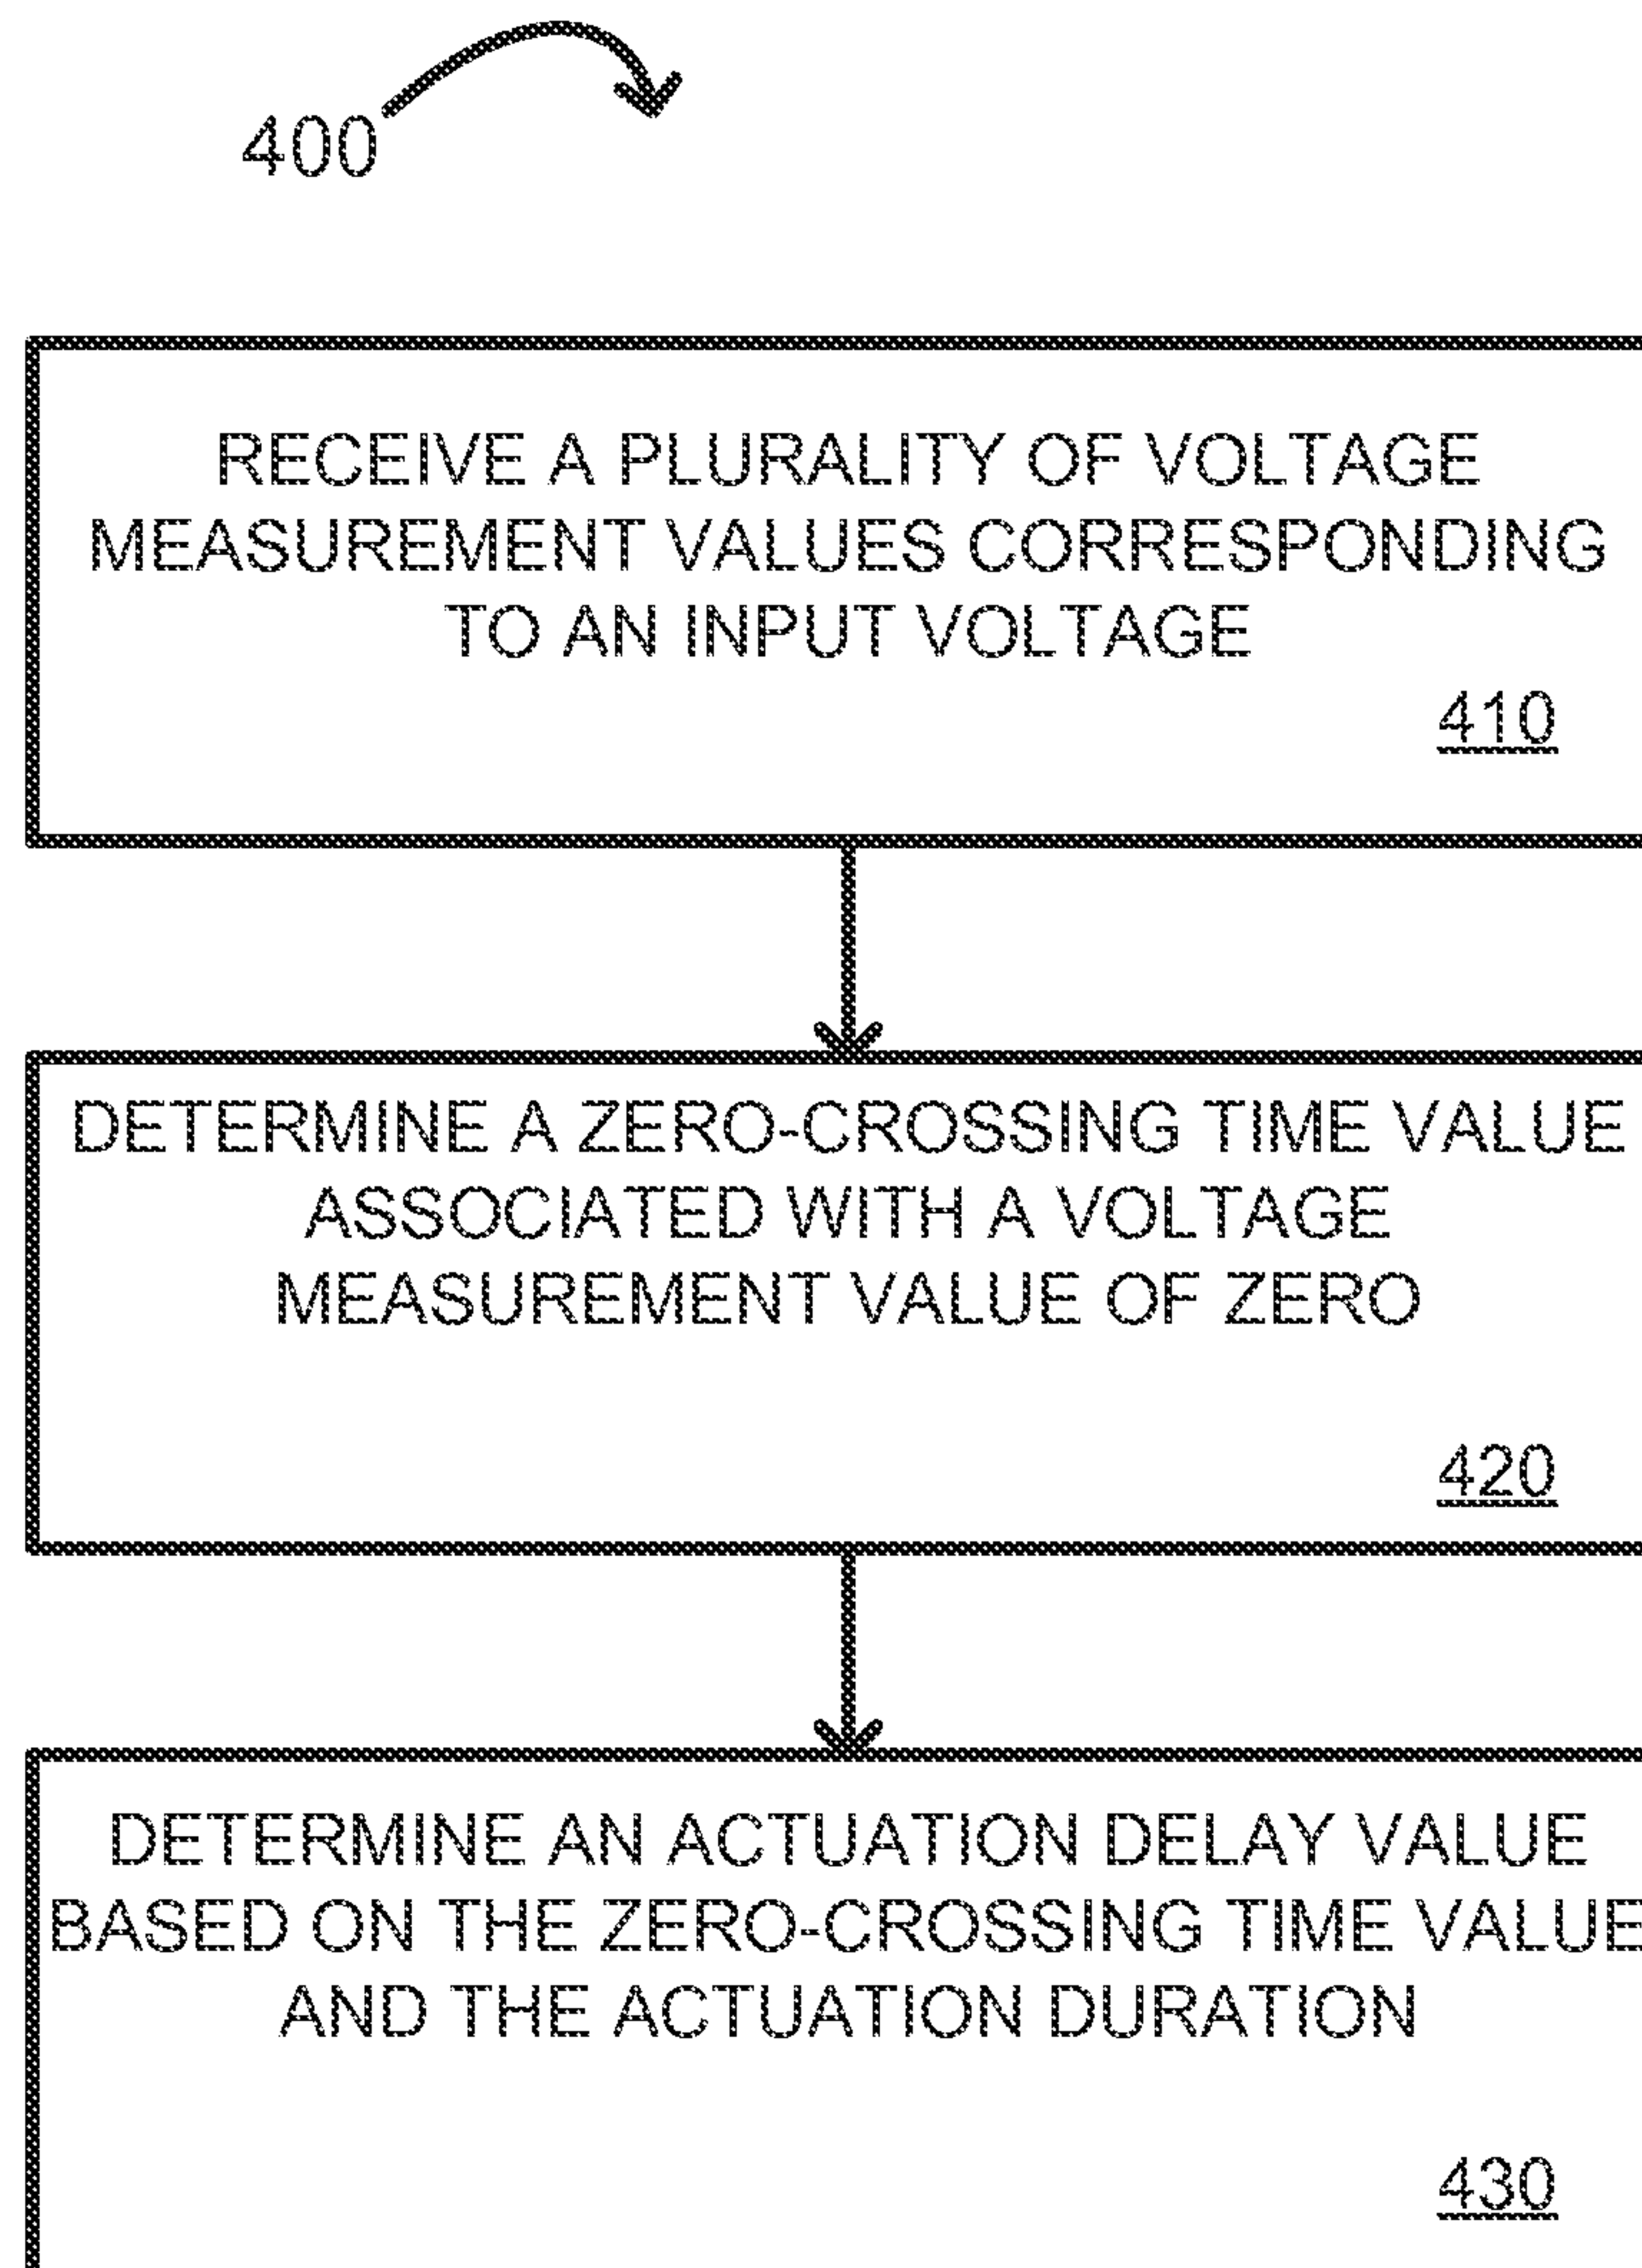 400
RECEIVE A PLURALITY OF VOLTAGE
MEASUREMENT VALUES CORRESPONDING
TO AN INPUT VOLTAGE
410
DETERMINE A ZERO-CROSSING TIME VALUE
ASSOCIATED WITH A VOLTAGE
MEASUREMENT VALUE OF ZERO
420
DETERMINE AN ACTUATION DELAY VALUE
BASED ON THE ZERO-CROSSING TIME VALUE
AND THE ACTUATION DURATION
430